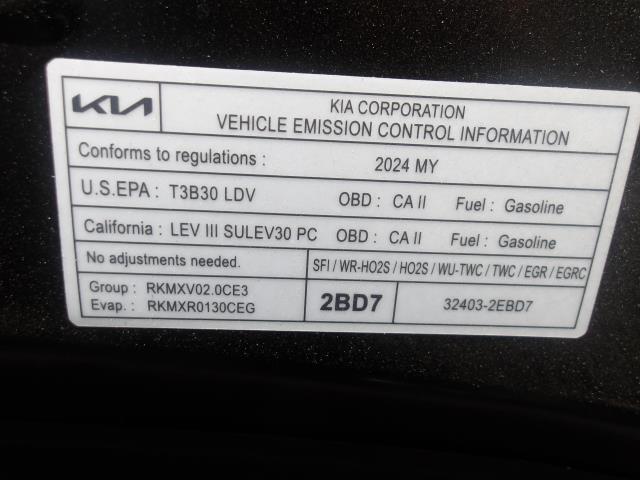 KIA
KIA CORPORATION
VEHICLE EMISSION CONTROL INFORMATION
Conforms to regulations : 2024 MY
U.S.EPA : T3B30 LDV OBD : CA II Fuel : Gasoline
California : LEV III SULEV30 PC OBD : CA II Fuel : Gasoline
No adjustments needed. SFI / WR-HO2S / HO2S / WU-TWC / TWC / EGR / EGRC
Group : RKMXV02.0CE3
Evap. : RKMXR0130CEG
2BD7 32403-2EBD7